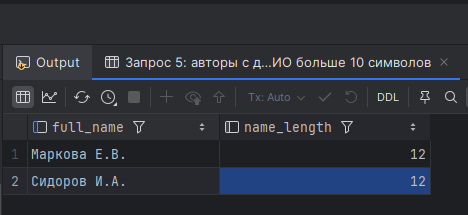 Output
Запрос 5: авторы с д...ИО больше 10 символов
Tx: Auto
DDL
full_name
name_length
1 Маркова Е.В. 12
2 Сидоров И.А. 12